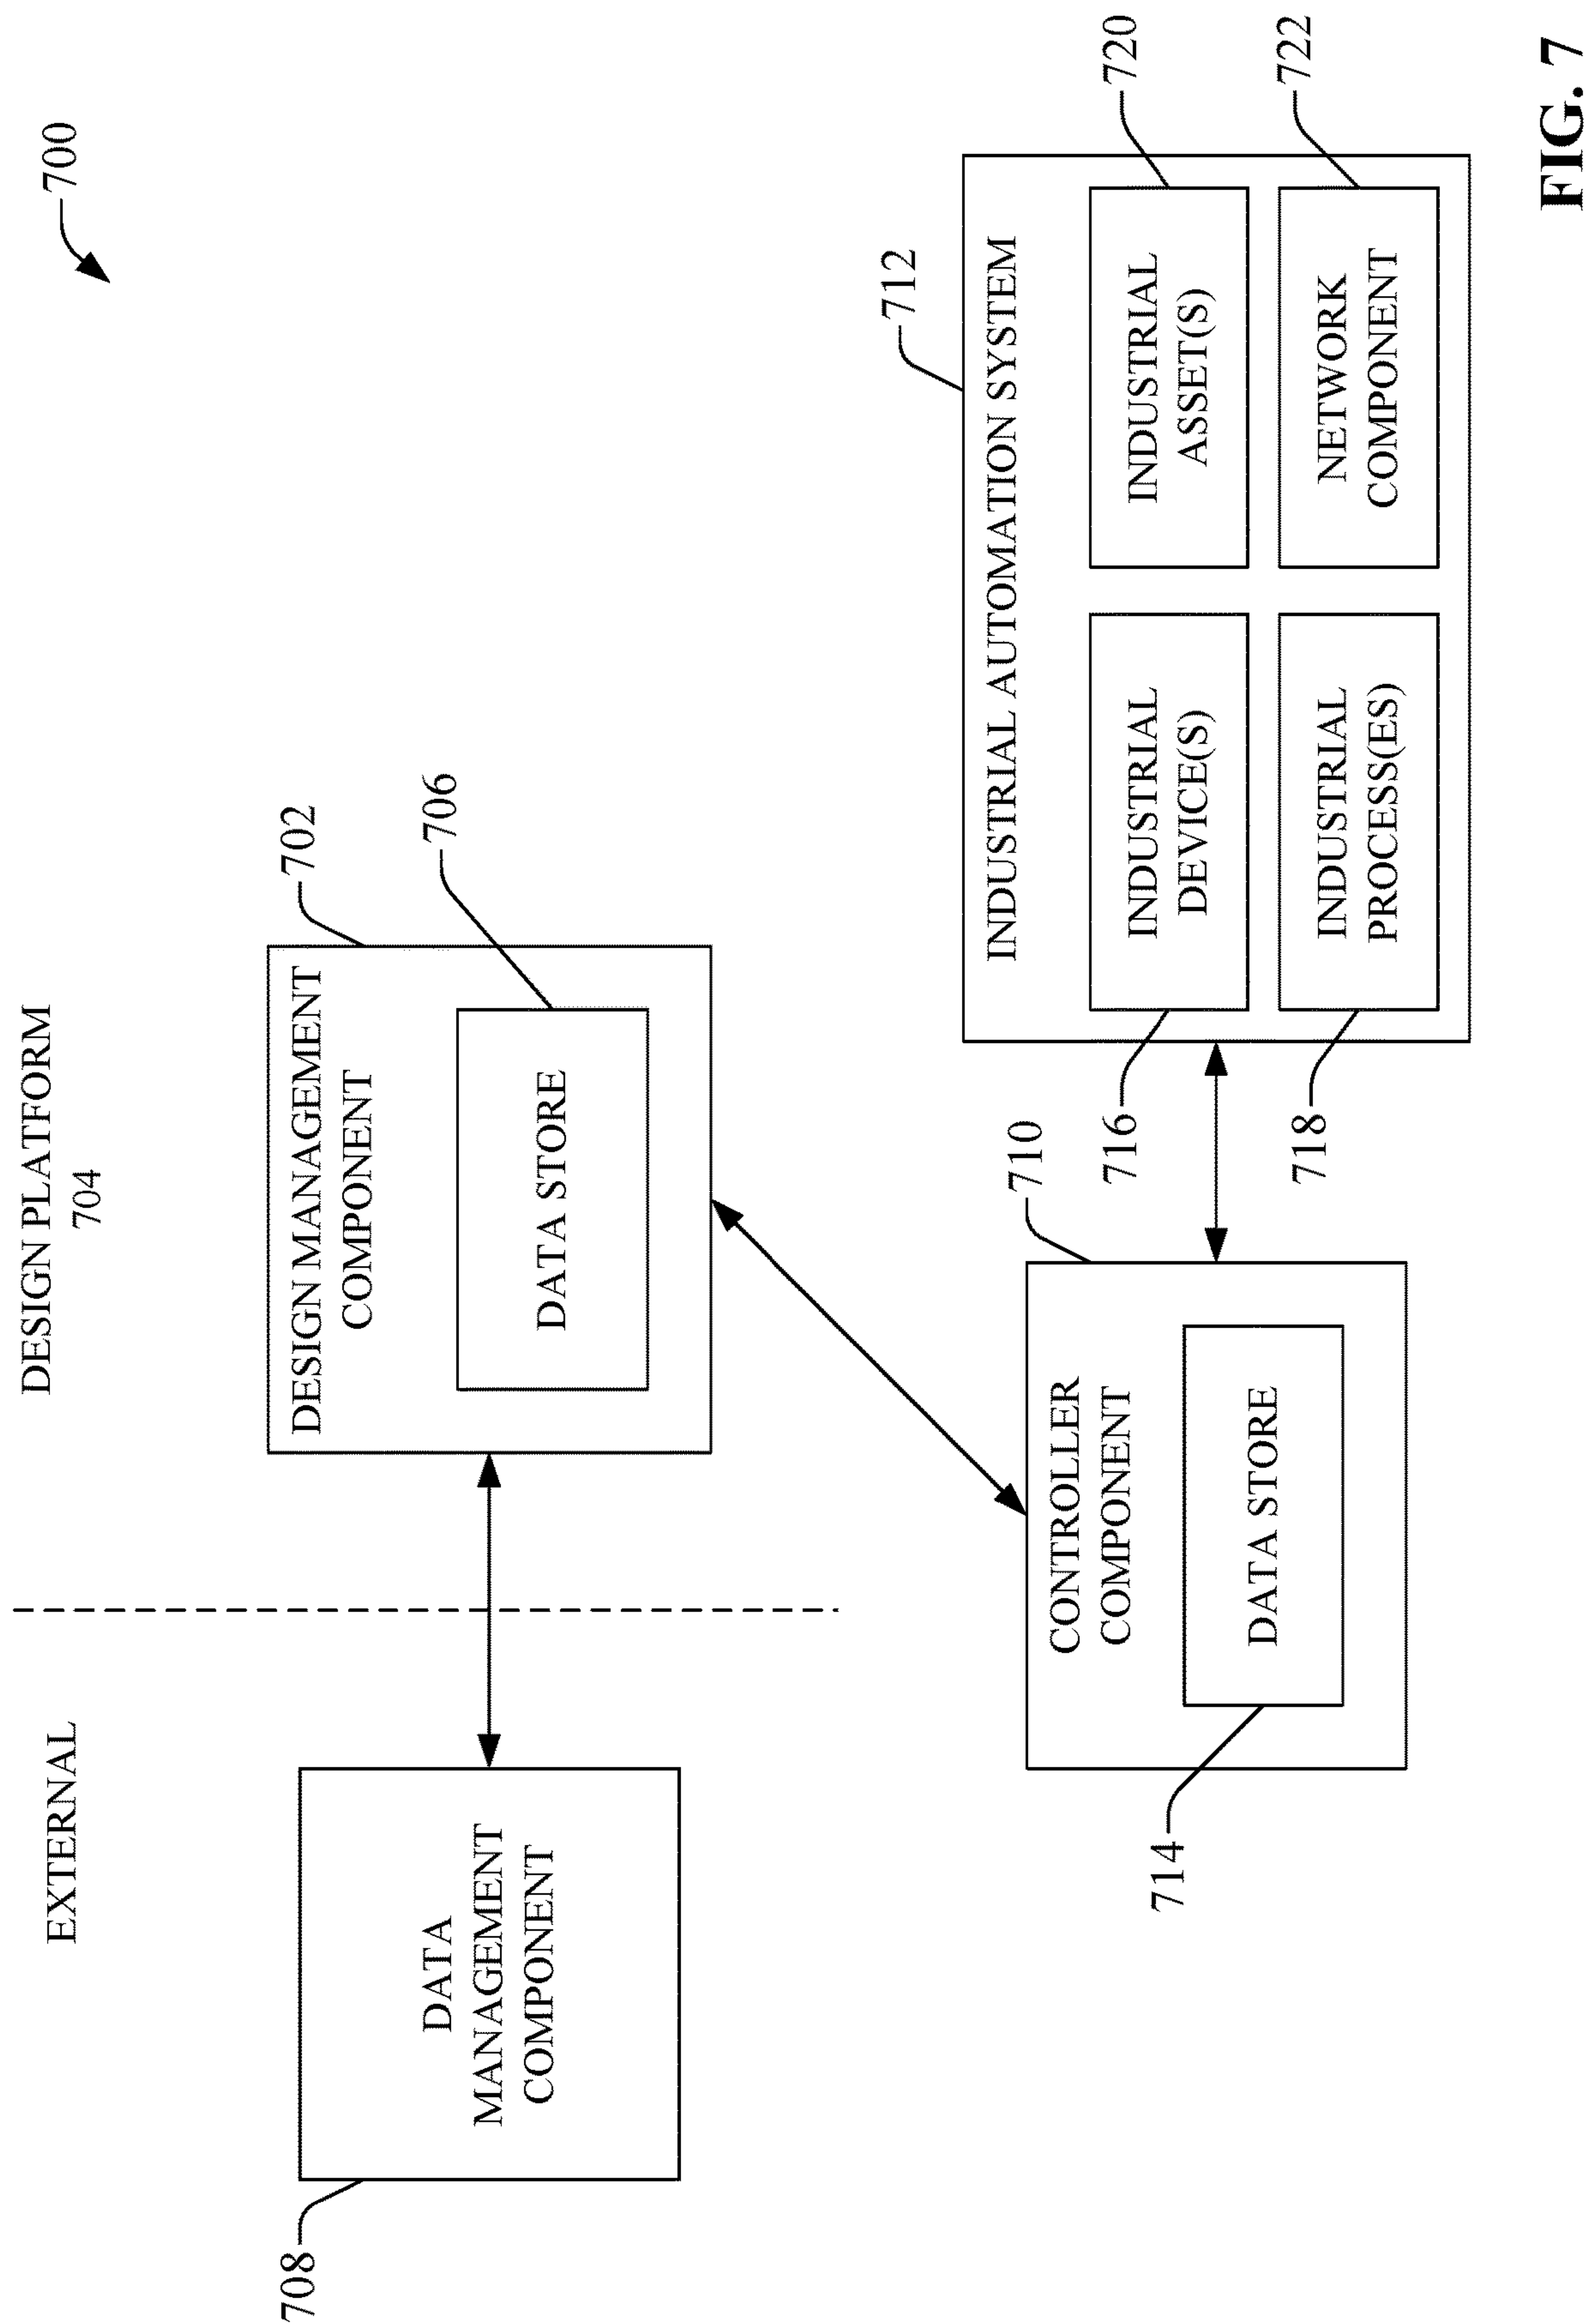 700
EXTERNAL
DESIGN PLATFORM
704
708
DATA
MANAGEMENT
COMPONENT
DESIGN MANAGEMENT
COMPONENT
702
DATA STORE
706
710
CONTROLLER
COMPONENT
DATA STORE
714
712
INDUSTRIAL AUTOMATION SYSTEM
716
INDUSTRIAL
DEVICE(S)
INDUSTRIAL
ASSET(S)
720
718
INDUSTRIAL
PROCESS(ES)
NETWORK
COMPONENT
722
FIG. 7